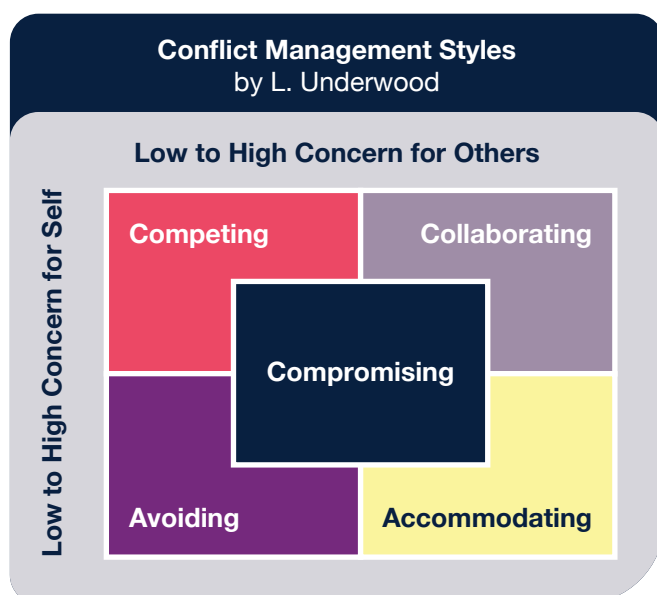 Conflict Management Styles
by L. Underwood
Low to High Concern for Others
Low to High Concern for Self
Competing
Collaborating
Compromising
Avoiding
Accommodating